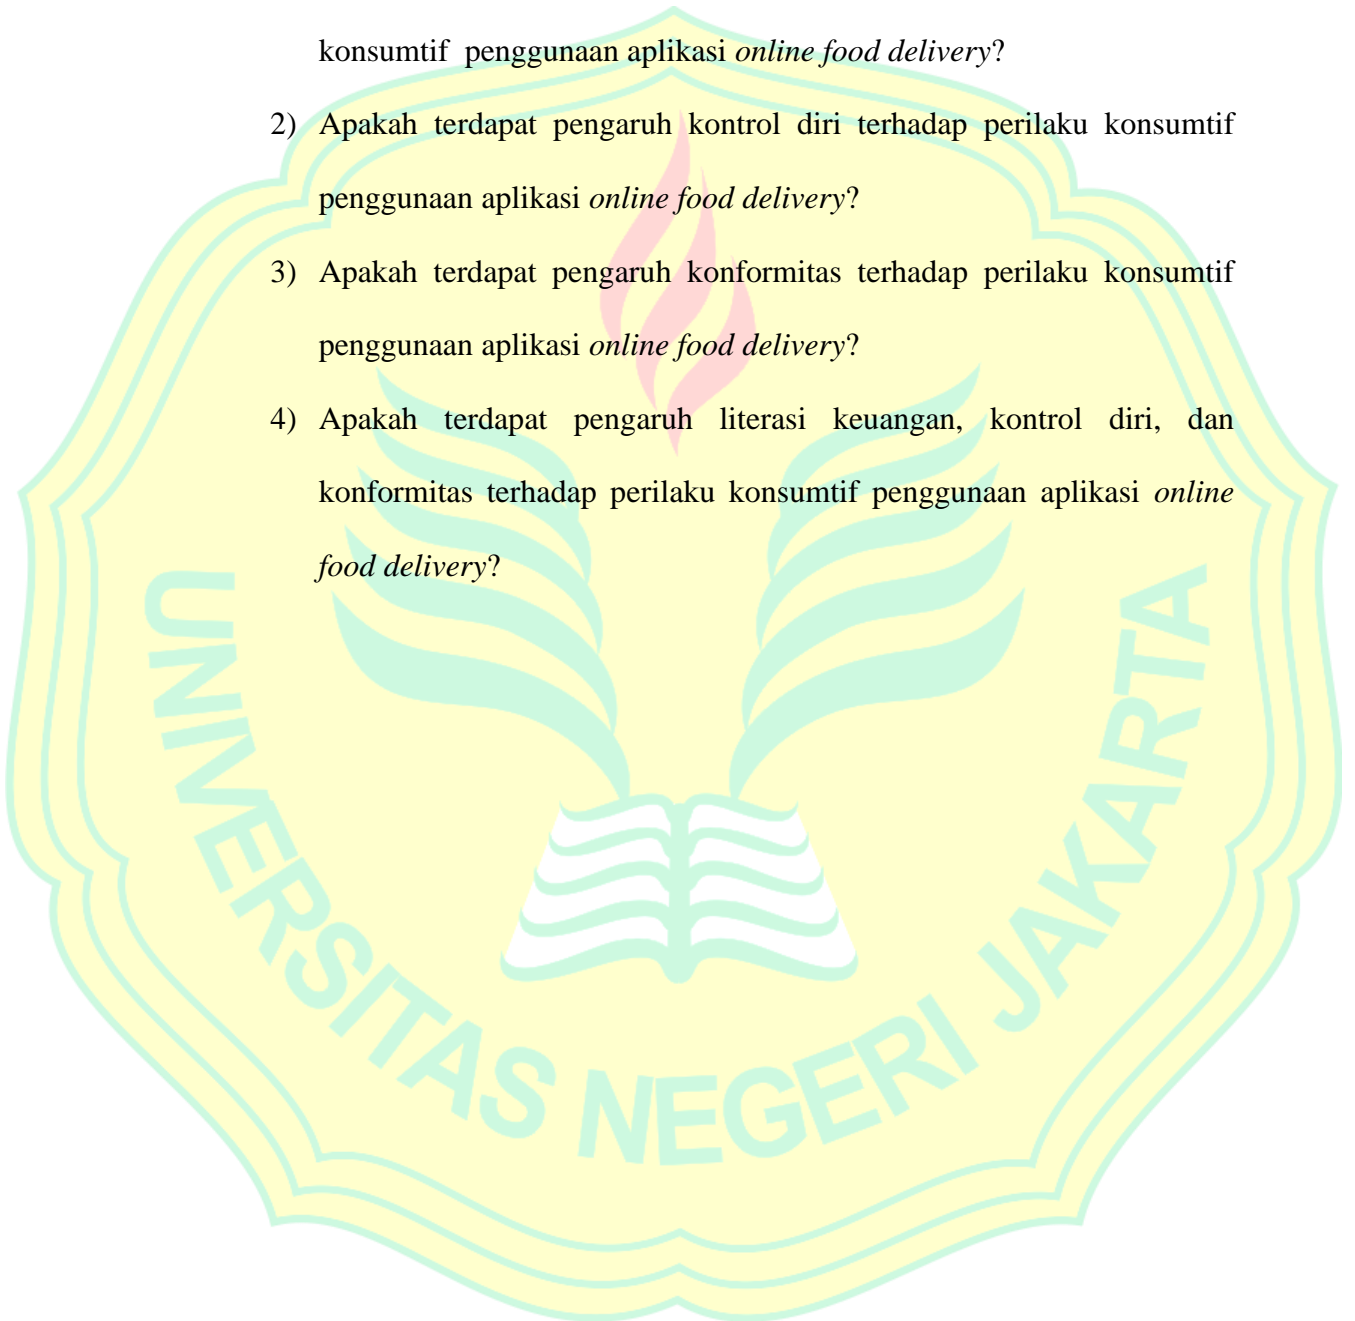 konsumtif penggunaan aplikasi online food delivery?
2) Apakah terdapat pengaruh kontrol diri terhadap perilaku konsumtif
penggunaan aplikasi online food delivery?
3) Apakah terdapat pengaruh konformitas terhadap perilaku konsumtif
penggunaan aplikasi online food delivery?
4) Apakah terdapat pengaruh literasi keuangan, kontrol diri, dan
konformitas terhadap perilaku konsumtif penggunaan aplikasi online
food delivery?
UNIVERSITAS NEGERI JAKARTA